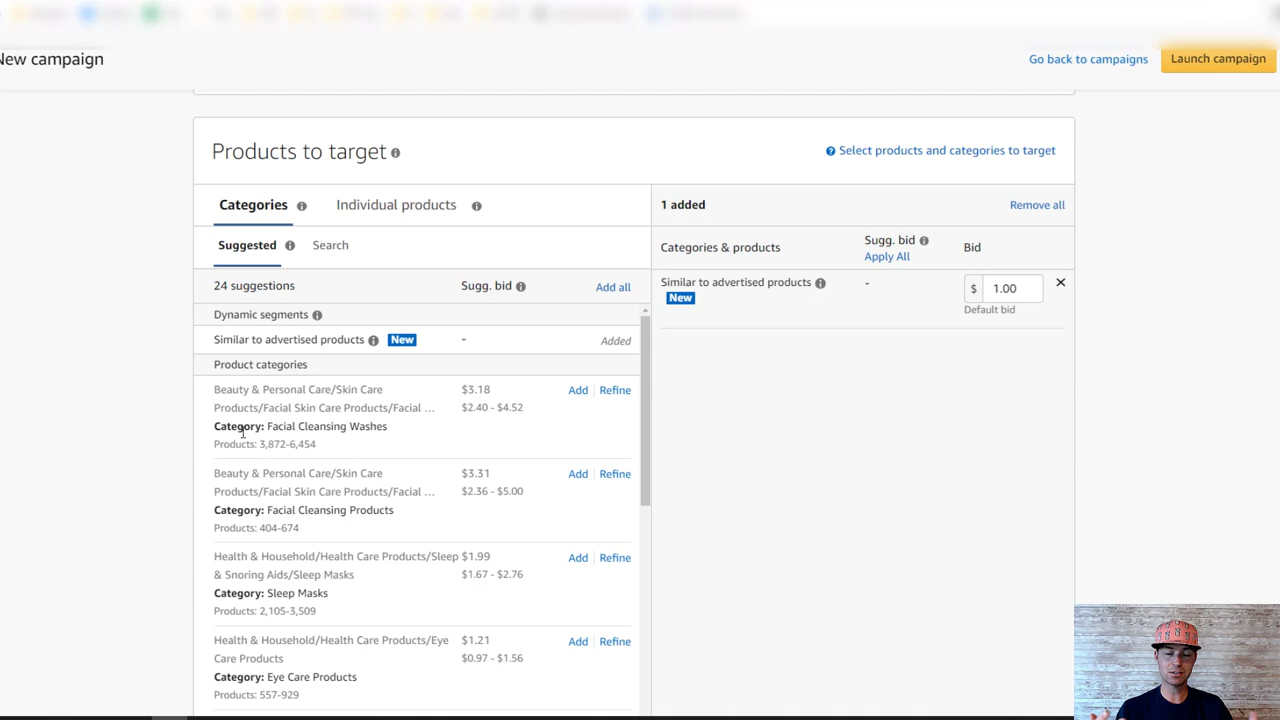 New campaign
Go back to campaigns
Launch campaign
Products to target
Select products and categories to target
Categories
Individual products
1 added
Remove all
Suggested
Search
Categories & products
Sugg. bid
Apply All
Bid
24 suggestions
Sugg. bid
Add all
Similar to advertised products
New
-
$ 1.00
Default bid
Dynamic segments
Similar to advertised products New - Added
Product categories
Beauty & Personal Care/Skin Care $3.18 Add | Refine
Products/Facial Skin Care Products/Facial ... $2.40 - $4.52
Category: Facial Cleansing Washes
Products: 3,872-6,454
Beauty & Personal Care/Skin Care $3.31 Add | Refine
Products/Facial Skin Care Products/Facial ... $2.36 - $5.00
Category: Facial Cleansing Products
Products: 404-674
Health & Household/Health Care Products/Sleep $1.99 Add | Refine
& Snoring Aids/Sleep Masks $1.67 - $2.76
Category: Sleep Masks
Products: 2,105-3,509
Health & Household/Health Care Products/Eye $1.21 Add | Refine
Care Products $0.97 - $1.56
Category: Eye Care Products
Products: 557-929